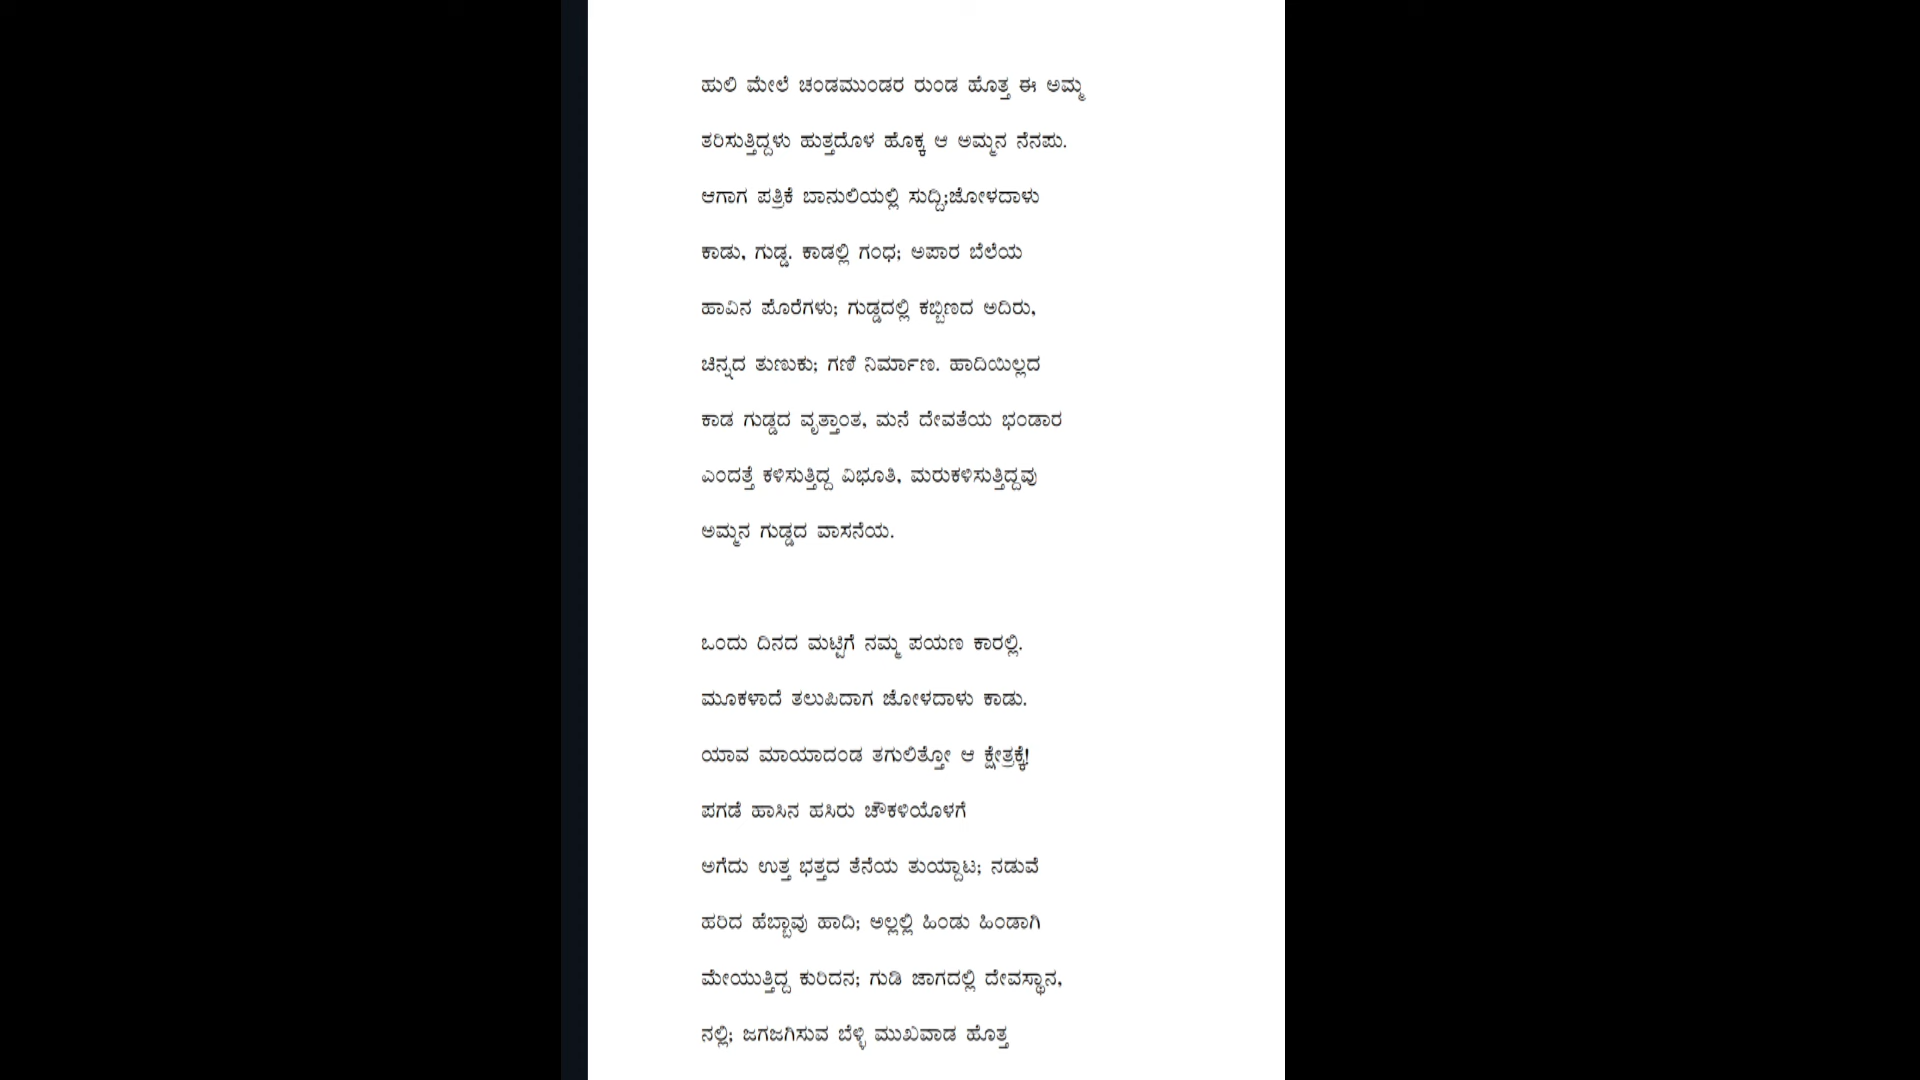 ಹುಲಿ ಮೇಲೆ ಚಂಡಮುಂಡರ ರುಂಡ ಹೊತ್ತ ಈ ಅಮ್ಮ
ತರಿಸುತ್ತಿದ್ದಳು ಹುತ್ತದೊಳ ಹೊಕ್ಕ ಆ ಅಮ್ಮನ ನೆನಪು.
ಆಗಾಗ ಪತ್ರಿಕೆ ಬಾನುಲಿಯಲ್ಲಿ ಸುದ್ದಿ;ಜೋಳದಾಳು
ಕಾಡು, ಗುಡ್ಡ. ಕಾಡಲ್ಲಿ ಗಂಧ; ಅಪಾರ ಬೆಲೆಯ
ಹಾವಿನ ಪೊರೆಗಳು; ಗುಡ್ಡದಲ್ಲಿ ಕಬ್ಬಿಣದ ಅದಿರು,
ಚಿನ್ನದ ತುಣುಕು; ಗಣಿ ನಿರ್ಮಾಣ. ಹಾದಿಯಿಲ್ಲದ
ಕಾಡ ಗುಡ್ಡದ ವೃತ್ತಾಂತ, ಮನೆ ದೇವತೆಯ ಭಂಡಾರ
ಎಂದತ್ತೆ ಕಳಿಸುತ್ತಿದ್ದ ವಿಭೂತಿ, ಮರುಕಳಿಸುತ್ತಿದ್ದವು
ಅಮ್ಮನ ಗುಡ್ಡದ ವಾಸನೆಯ.
ಒಂದು ದಿನದ ಮಟ್ಟಿಗೆ ನಮ್ಮ ಪಯಣ ಕಾರಲ್ಲಿ.
ಮೂಕಳಾದೆ ತಲುಪಿದಾಗ ಜೋಳದಾಳು ಕಾಡು.
ಯಾವ ಮಾಯಾದಂಡ ತಗುಲಿತ್ತೋ ಆ ಕ್ಷೇತ್ರಕ್ಕೆ!
ಪಗಡೆ ಹಾಸಿನ ಹಸಿರು ಚೌಕಳಿಯೊಳಗೆ
ಅಗೆದು ಉತ್ತ ಭತ್ತದ ತೆನೆಯ ತುಯ್ದಾಟ; ನಡುವೆ
ಹರಿದ ಹೆಬ್ಬಾವು ಹಾದಿ; ಅಲ್ಲಲ್ಲಿ ಹಿಂಡು ಹಿಂಡಾಗಿ
ಮೇಯುತ್ತಿದ್ದ ಕುರಿದನ; ಗುಡಿ ಜಾಗದಲ್ಲಿ ದೇವಸ್ಥಾನ,
ನಲ್ಲಿ; ಜಗಜಗಿಸುವ ಬೆಳ್ಳಿ ಮುಖವಾಡ ಹೊತ್ತ